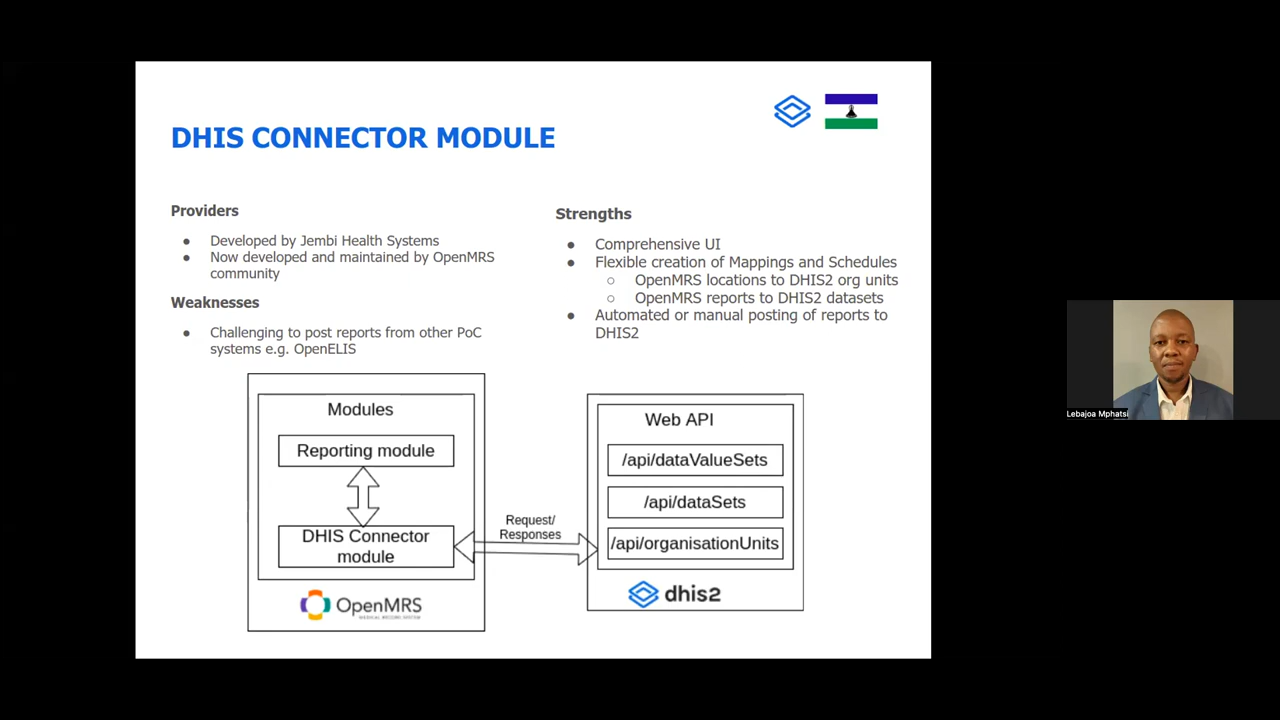 DHIS CONNECTOR MODULE
Providers
● Developed by Jembi Health Systems
● Now developed and maintained by OpenMRS
community
Weaknesses
● Challenging to post reports from other PoC
systems e.g. OpenELIS
Strengths
● Comprehensive UI
● Flexible creation of Mappings and Schedules
○ OpenMRS locations to DHIS2 org units
○ OpenMRS reports to DHIS2 datasets
● Automated or manual posting of reports to
DHIS2
Modules
Reporting module
DHIS Connector
module
OpenMRS
MEDICAL RECORD SYSTEM
Request/
Responses
Web API
/api/dataValueSets
/api/dataSets
/api/organisationUnits
dhis2
Lebajoa Mphatsi